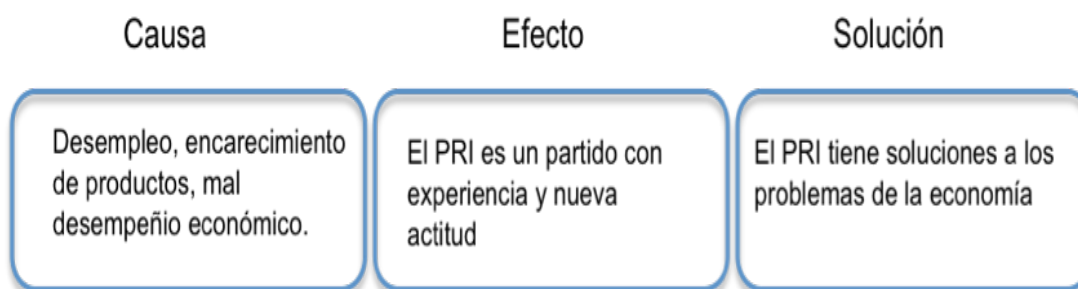 Causa
Efecto
Solución
Desempleo, encarecimiento
de productos, mal
desempeñio económico.
El PRI es un partido con
experiencia y nueva
actitud
El PRI tiene soluciones a los
problemas de la economía